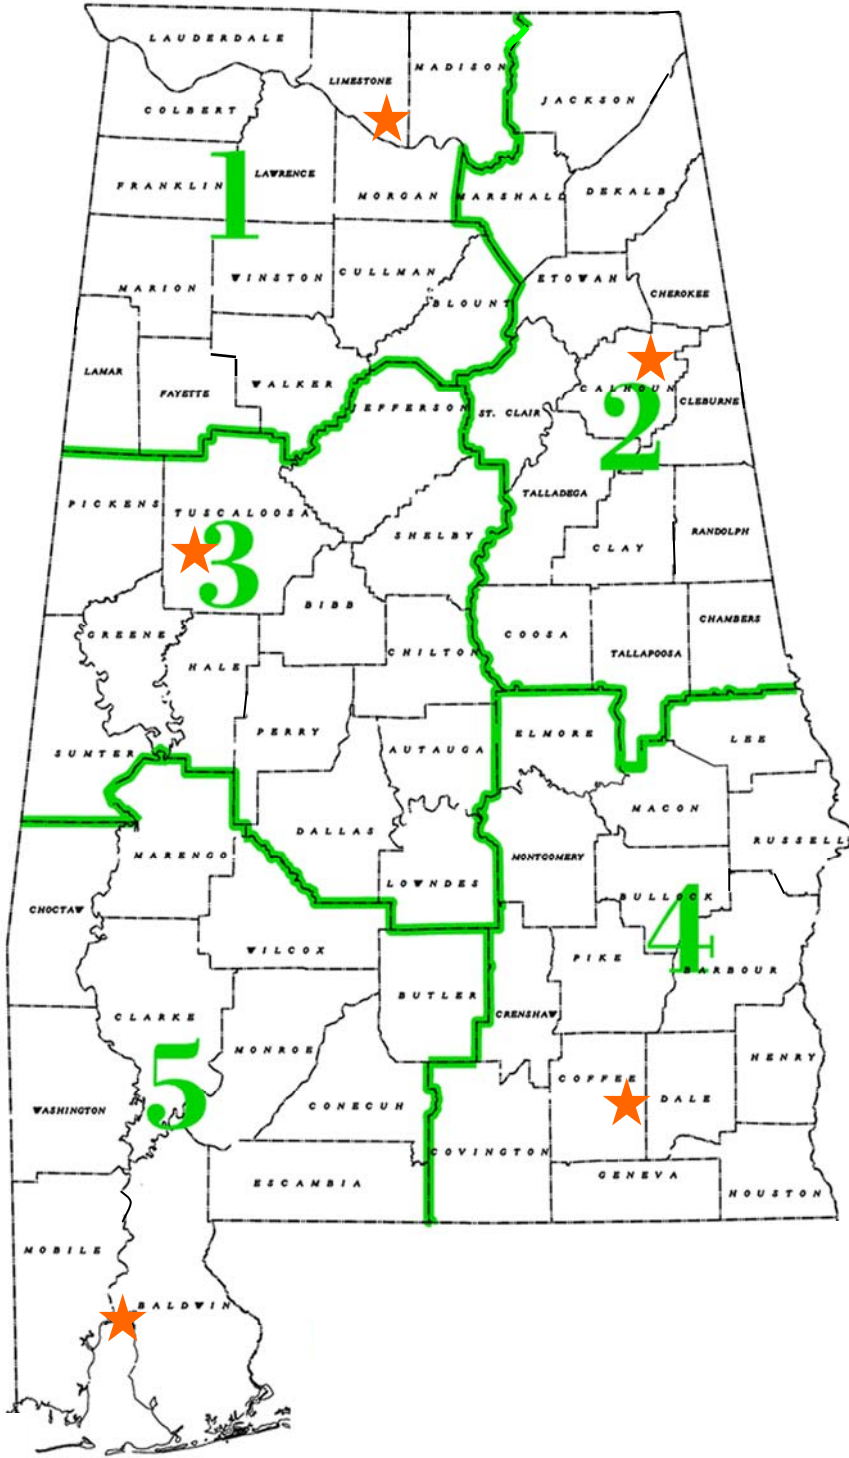 LAUDERDALE
LIMESTONE
MADISON
JACKSON
COLBERT
LAWRENCE
FRANKLIN
1
MORGAN
MARSHALL
DEKALB
MARION
WINSTON
CULLMAN
BLOUNT
ETOWAH
CHEROKEE
LAMAR
FAYETTE
WALKER
JEFFERSON
ST. CLAIR
CALHOUN
CLEBURNE
2
PICKENS
TUSCALOOSA
3
SHELBY
TALLADEGA
CLAY
RANDOLPH
GREENE
HALE
BIBB
CHILTON
COOSA
TALLAPOOSA
CHAMBERS
SUMTER
PERRY
AUTAUGA
ELMORE
LEE
MARENGO
DALLAS
LOWNDES
MONTGOMERY
MACON
RUSSELL
BULLOCK
4
CHOCTAW
WILCOX
BUTLER
CRENSHAW
PIKE
BARBOUR
CLARKE
5
MONROE
CONECUH
COFFEE
DALE
HENRY
WASHINGTON
ESCAMBIA
COVINGTON
GENEVA
HOUSTON
MOBILE
BALDWIN